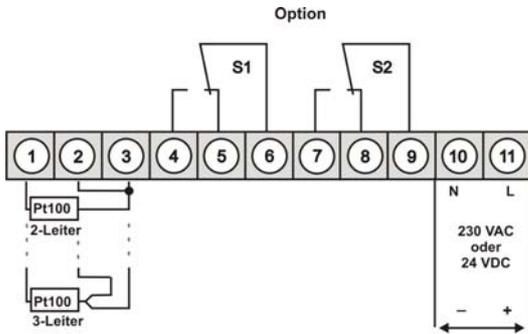 Option
S1 S2
1 2 3 4 5 6 7 8 9 10 11
N L
Pt100
2-Leiter
230 VAC
oder
24 VDC
Pt100
3-Leiter
– +